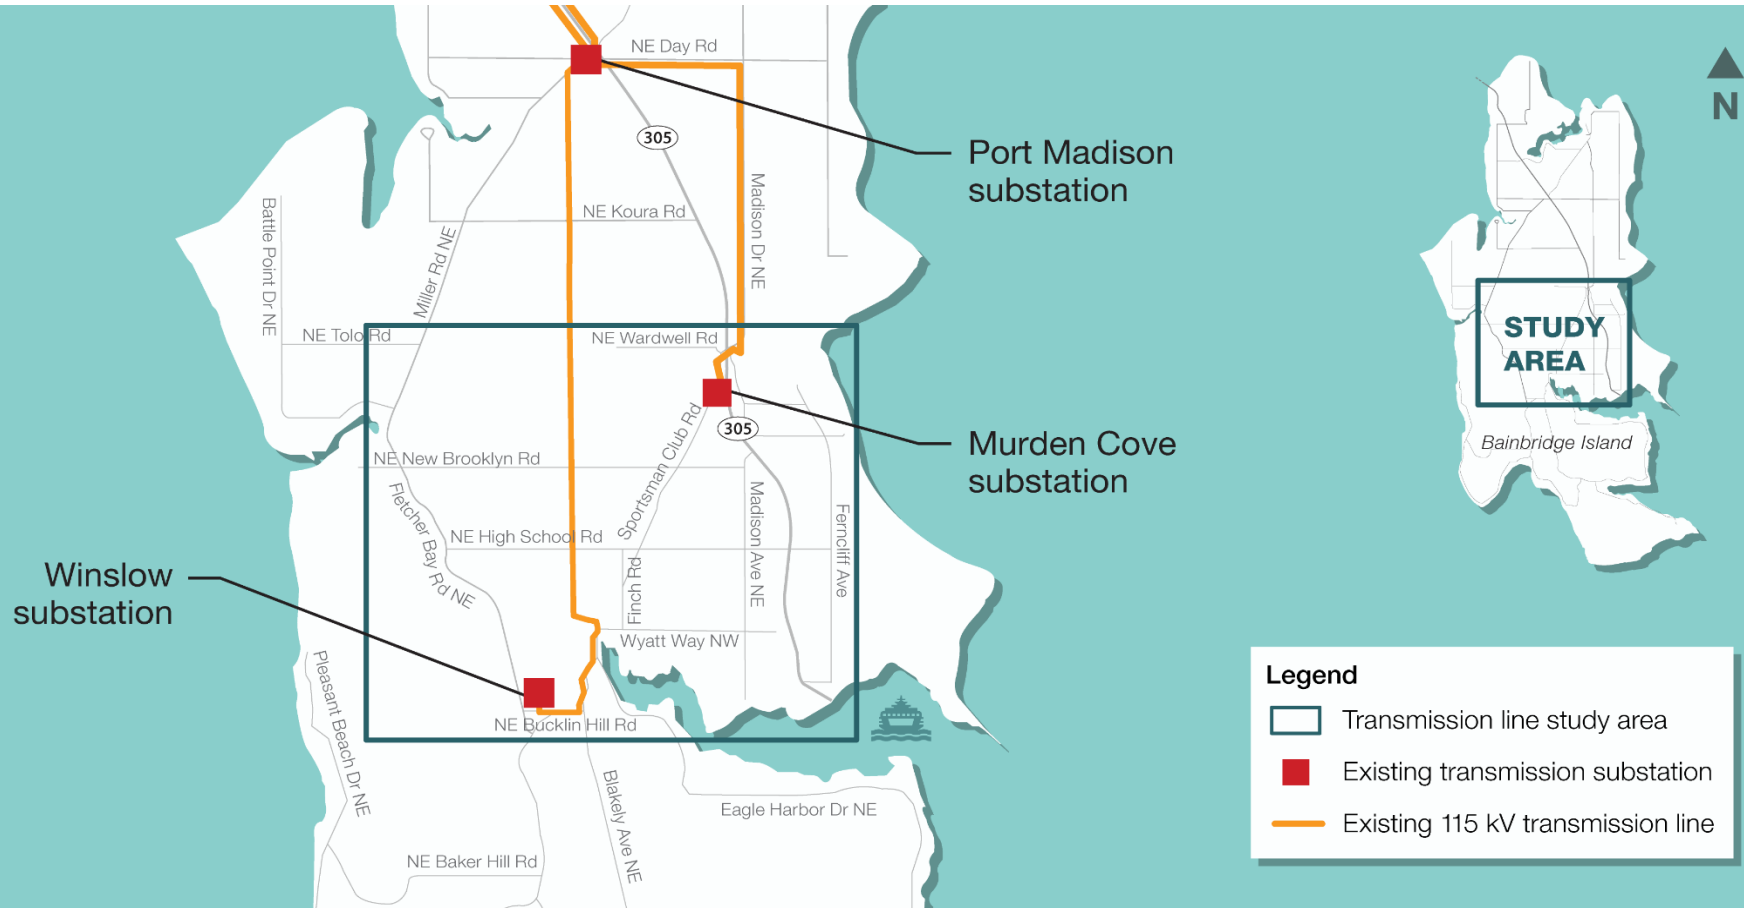 NE Day Rd
305
Port Madison
substation
Madison Dr NE
NE Koura Rd
Battle Point Dr NE
Miller Rd NE
NE Tolo Rd
NE Wardwell Rd
305
Sportsman Club Rd
Murden Cove
substation
NE New Brooklyn Rd
Fletcher Bay Rd NE
NE High School Rd
Madison Ave NE
Ferncliff Ave
Finch Rd
Winslow
substation
Wyatt Way NW
Pleasant Beach Dr NE
NE Bucklin Hill Rd
Blakely Ave NE
Eagle Harbor Dr NE
NE Baker Hill Rd
N
STUDY
AREA
Bainbridge Island
Legend
Transmission line study area
Existing transmission substation
Existing 115 kV transmission line